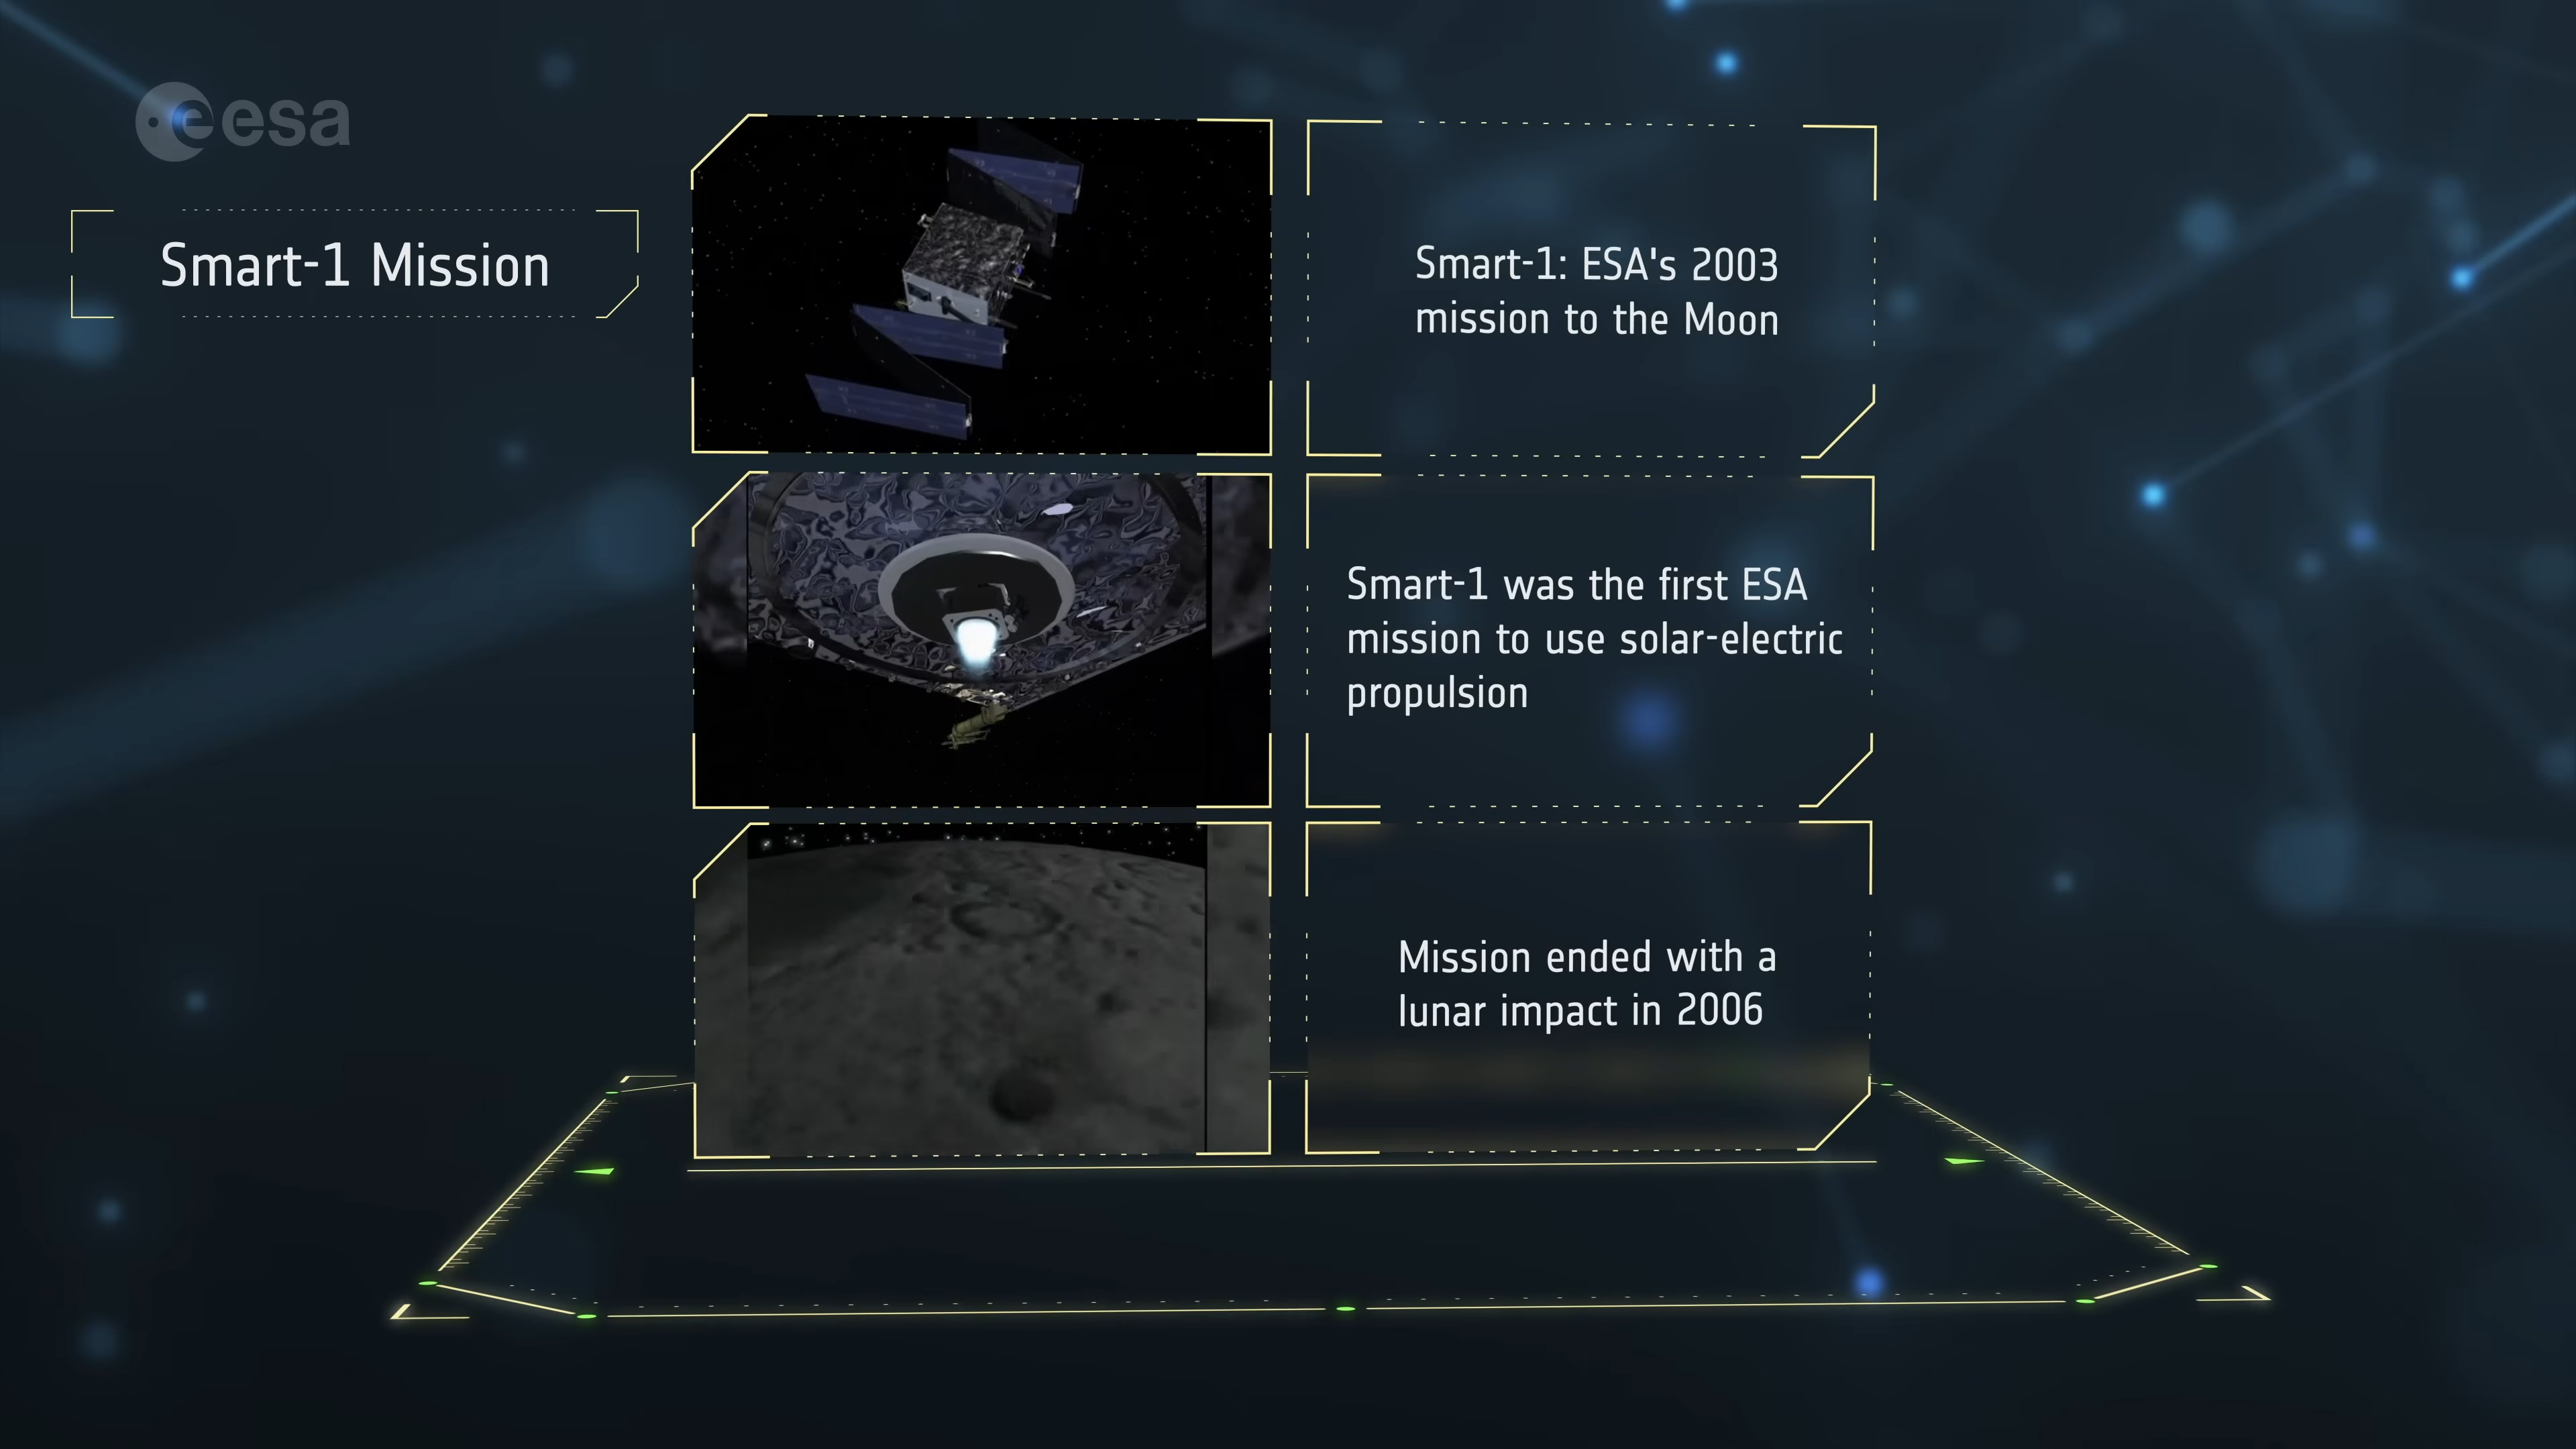 esa
Smart-1 Mission
Smart-1: ESA's 2003
mission to the Moon
Smart-1 was the first ESA
mission to use solar-electric
propulsion
Mission ended with a
lunar impact in 2006